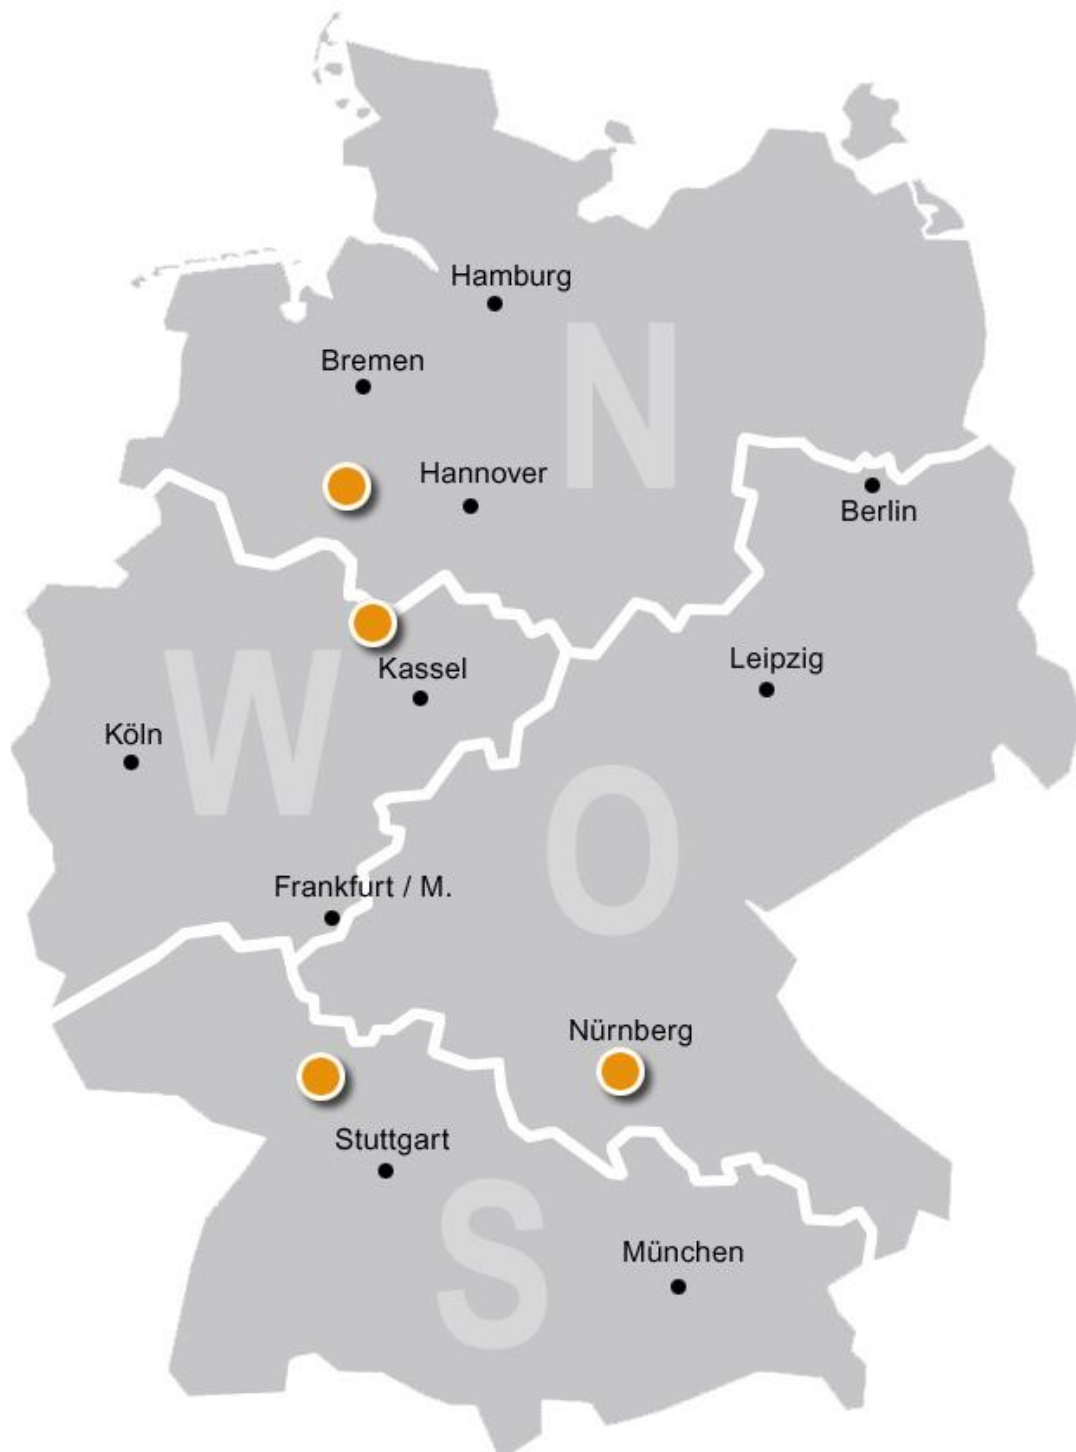 Hamburg
N
Bremen
Hannover
Berlin
W
Kassel
Leipzig
Köln
O
Frankfurt / M.
Nürnberg
Stuttgart
S
München